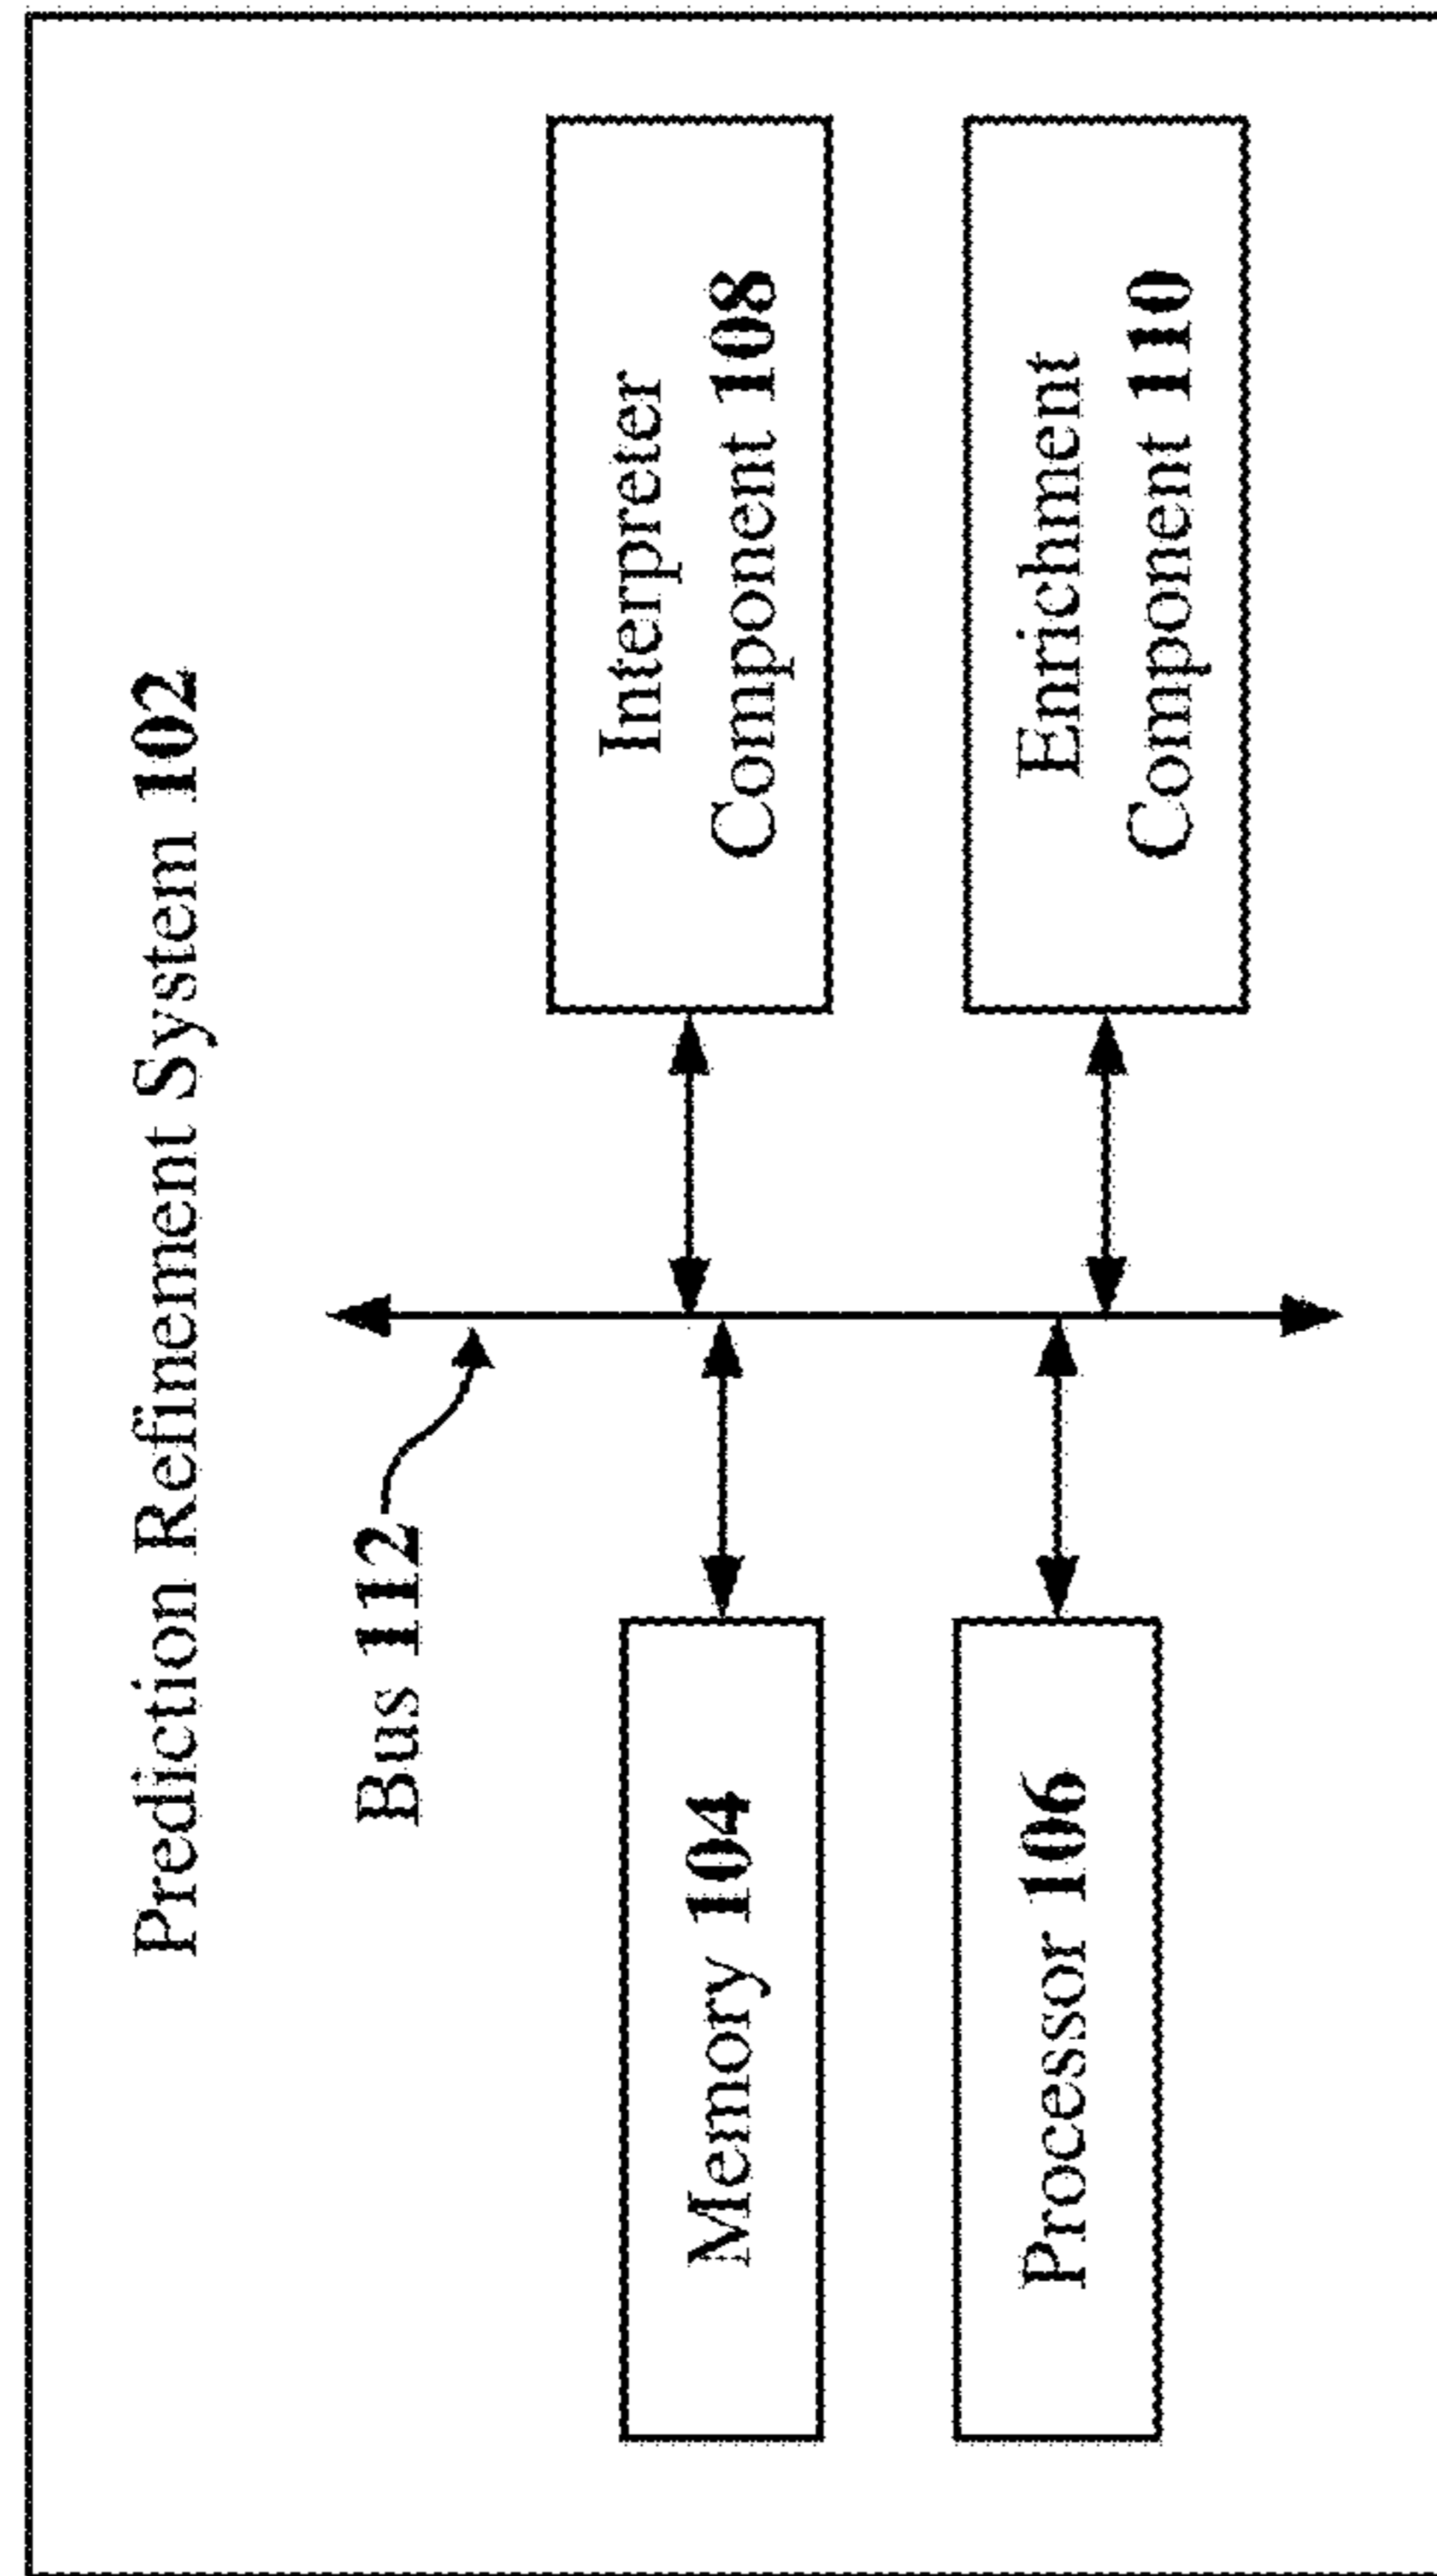 Prediction Refinement System 102
Bus 112
Memory 104
Processor 106
Interpreter
Component 108
Enrichment
Component 110